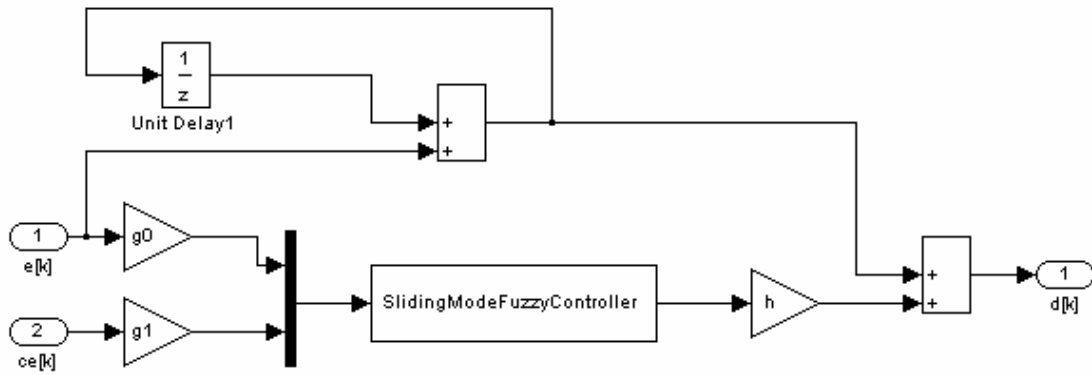 1
z
Unit Delay1
+
+
1
e[k]
g0
2
ce[k]
g1
SlidingModeFuzzyController
h
+
+
1
d[k]